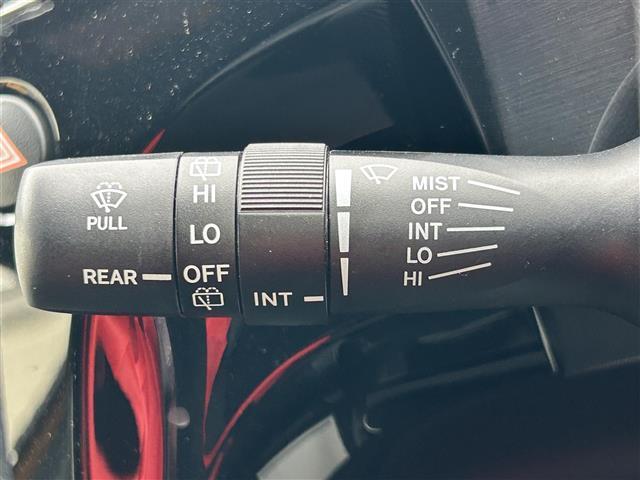 PULL
REAR
HI
LO
OFF
INT
MIST
OFF
INT
LO
HI